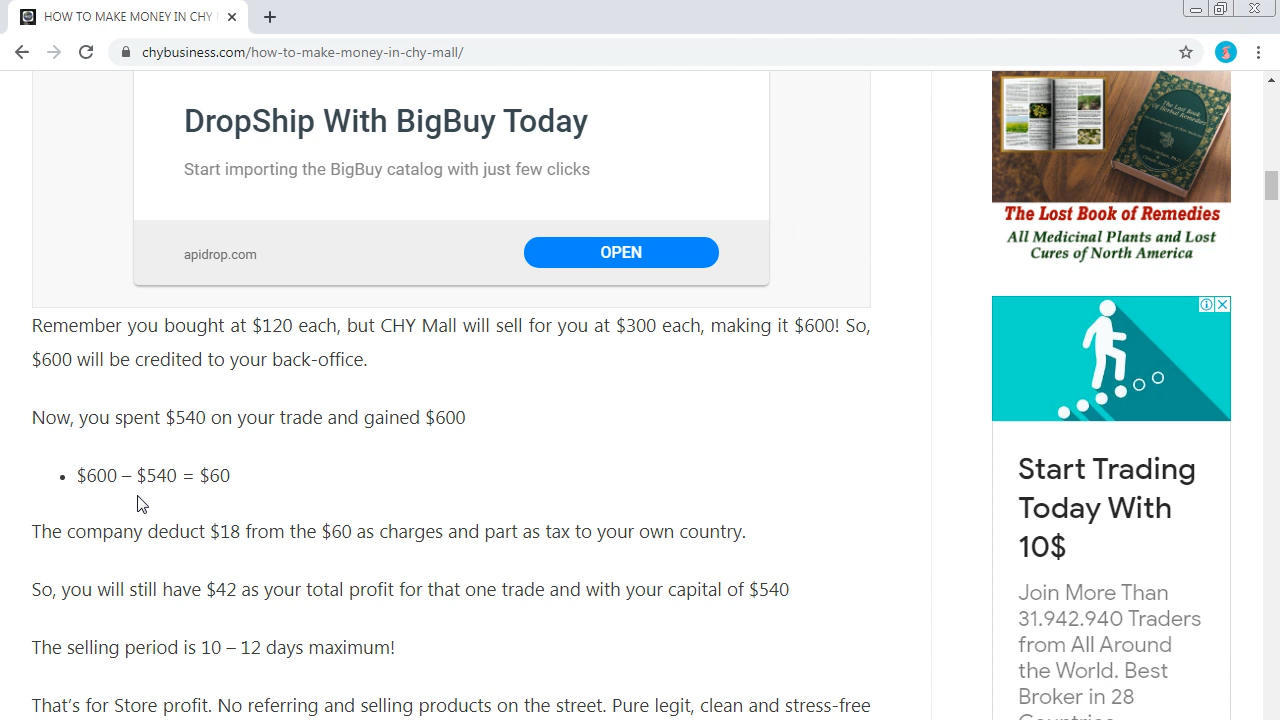 HOW TO MAKE MONEY IN CHY
chybusiness.com/how-to-make-money-in-chy-mall/
DropShip With BigBuy Today
Start importing the BigBuy catalog with just few clicks
apidrop.com
OPEN
Remember you bought at $120 each, but CHY Mall will sell for you at $300 each, making it $600! So,
$600 will be credited to your back-office.
Now, you spent $540 on your trade and gained $600
• $600 – $540 = $60
The company deduct $18 from the $60 as charges and part as tax to your own country.
So, you will still have $42 as your total profit for that one trade and with your capital of $540
The selling period is 10 – 12 days maximum!
That's for Store profit. No referring and selling products on the street. Pure legit, clean and stress-free
The Lost Book of Remedies
All Medicinal Plants and Lost
Cures of North America
Start Trading
Today With
10$
Join More Than
31.942.940 Traders
from All Around
the World. Best
Broker in 28